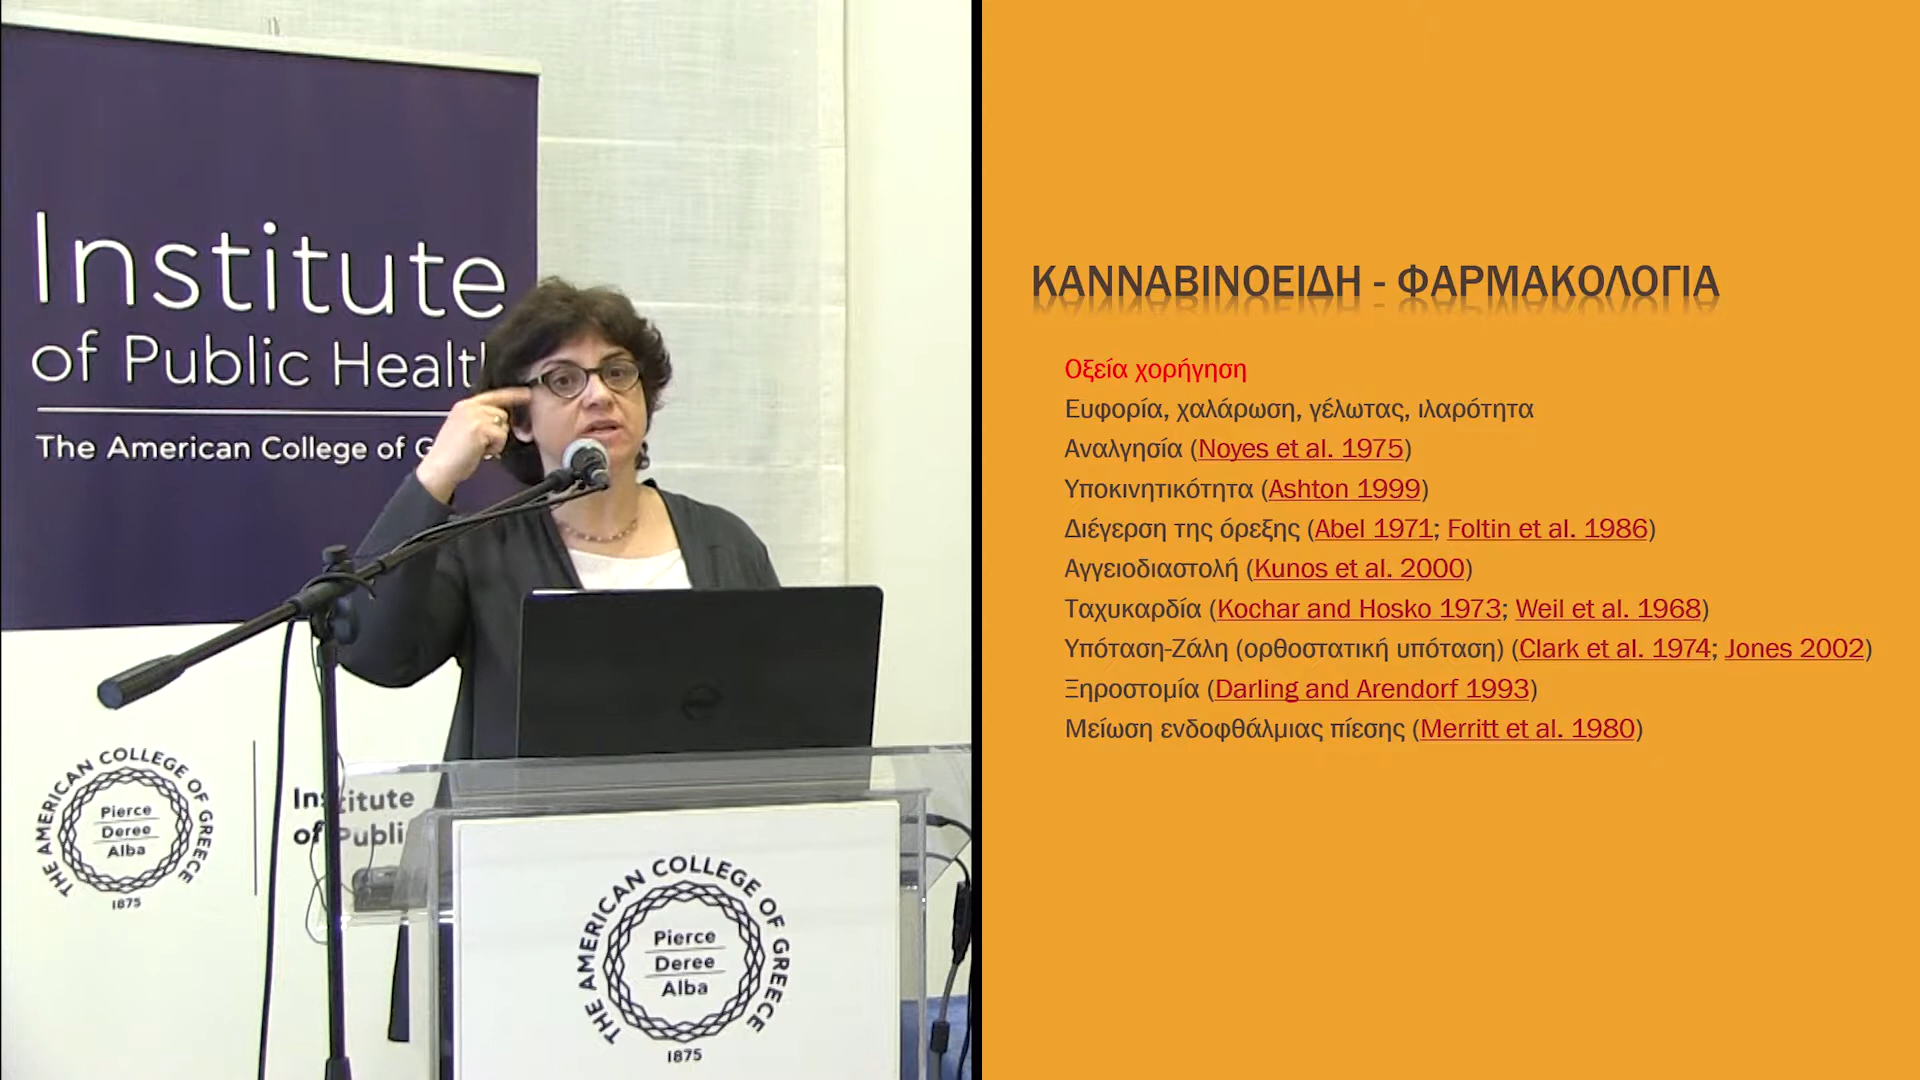 Institute
of Public Healt
The American College of G
THE AMERICAN COLLEGE OF GREECE
Pierce
Deree
Alba
1875
Institute
of Publi
THE AMERICAN COLLEGE OF GREECE
Pierce
Deree
Alba
1875
ΚΑΝΝΑΒΙΝΟΕΙΔΗ - ΦΑΡΜΑΚΟΛΟΓΙΑ
Οξεία χορήγηση
Ευφορία, χαλάρωση, γέλωτας, ιλαρότητα
Αναλγησία (Noyes et al. 1975)
Υποκινητικότητα (Ashton 1999)
Διέγερση της όρεξης (Abel 1971; Foltin et al. 1986)
Αγγειοδιαστολή (Kunos et al. 2000)
Ταχυκαρδία (Kochar and Hosko 1973; Weil et al. 1968)
Υπόταση-Ζάλη (ορθοστατική υπόταση) (Clark et al. 1974; Jones 2002)
Ξηροστομία (Darling and Arendorf 1993)
Μείωση ενδοφθάλμιας πίεσης (Merritt et al. 1980)